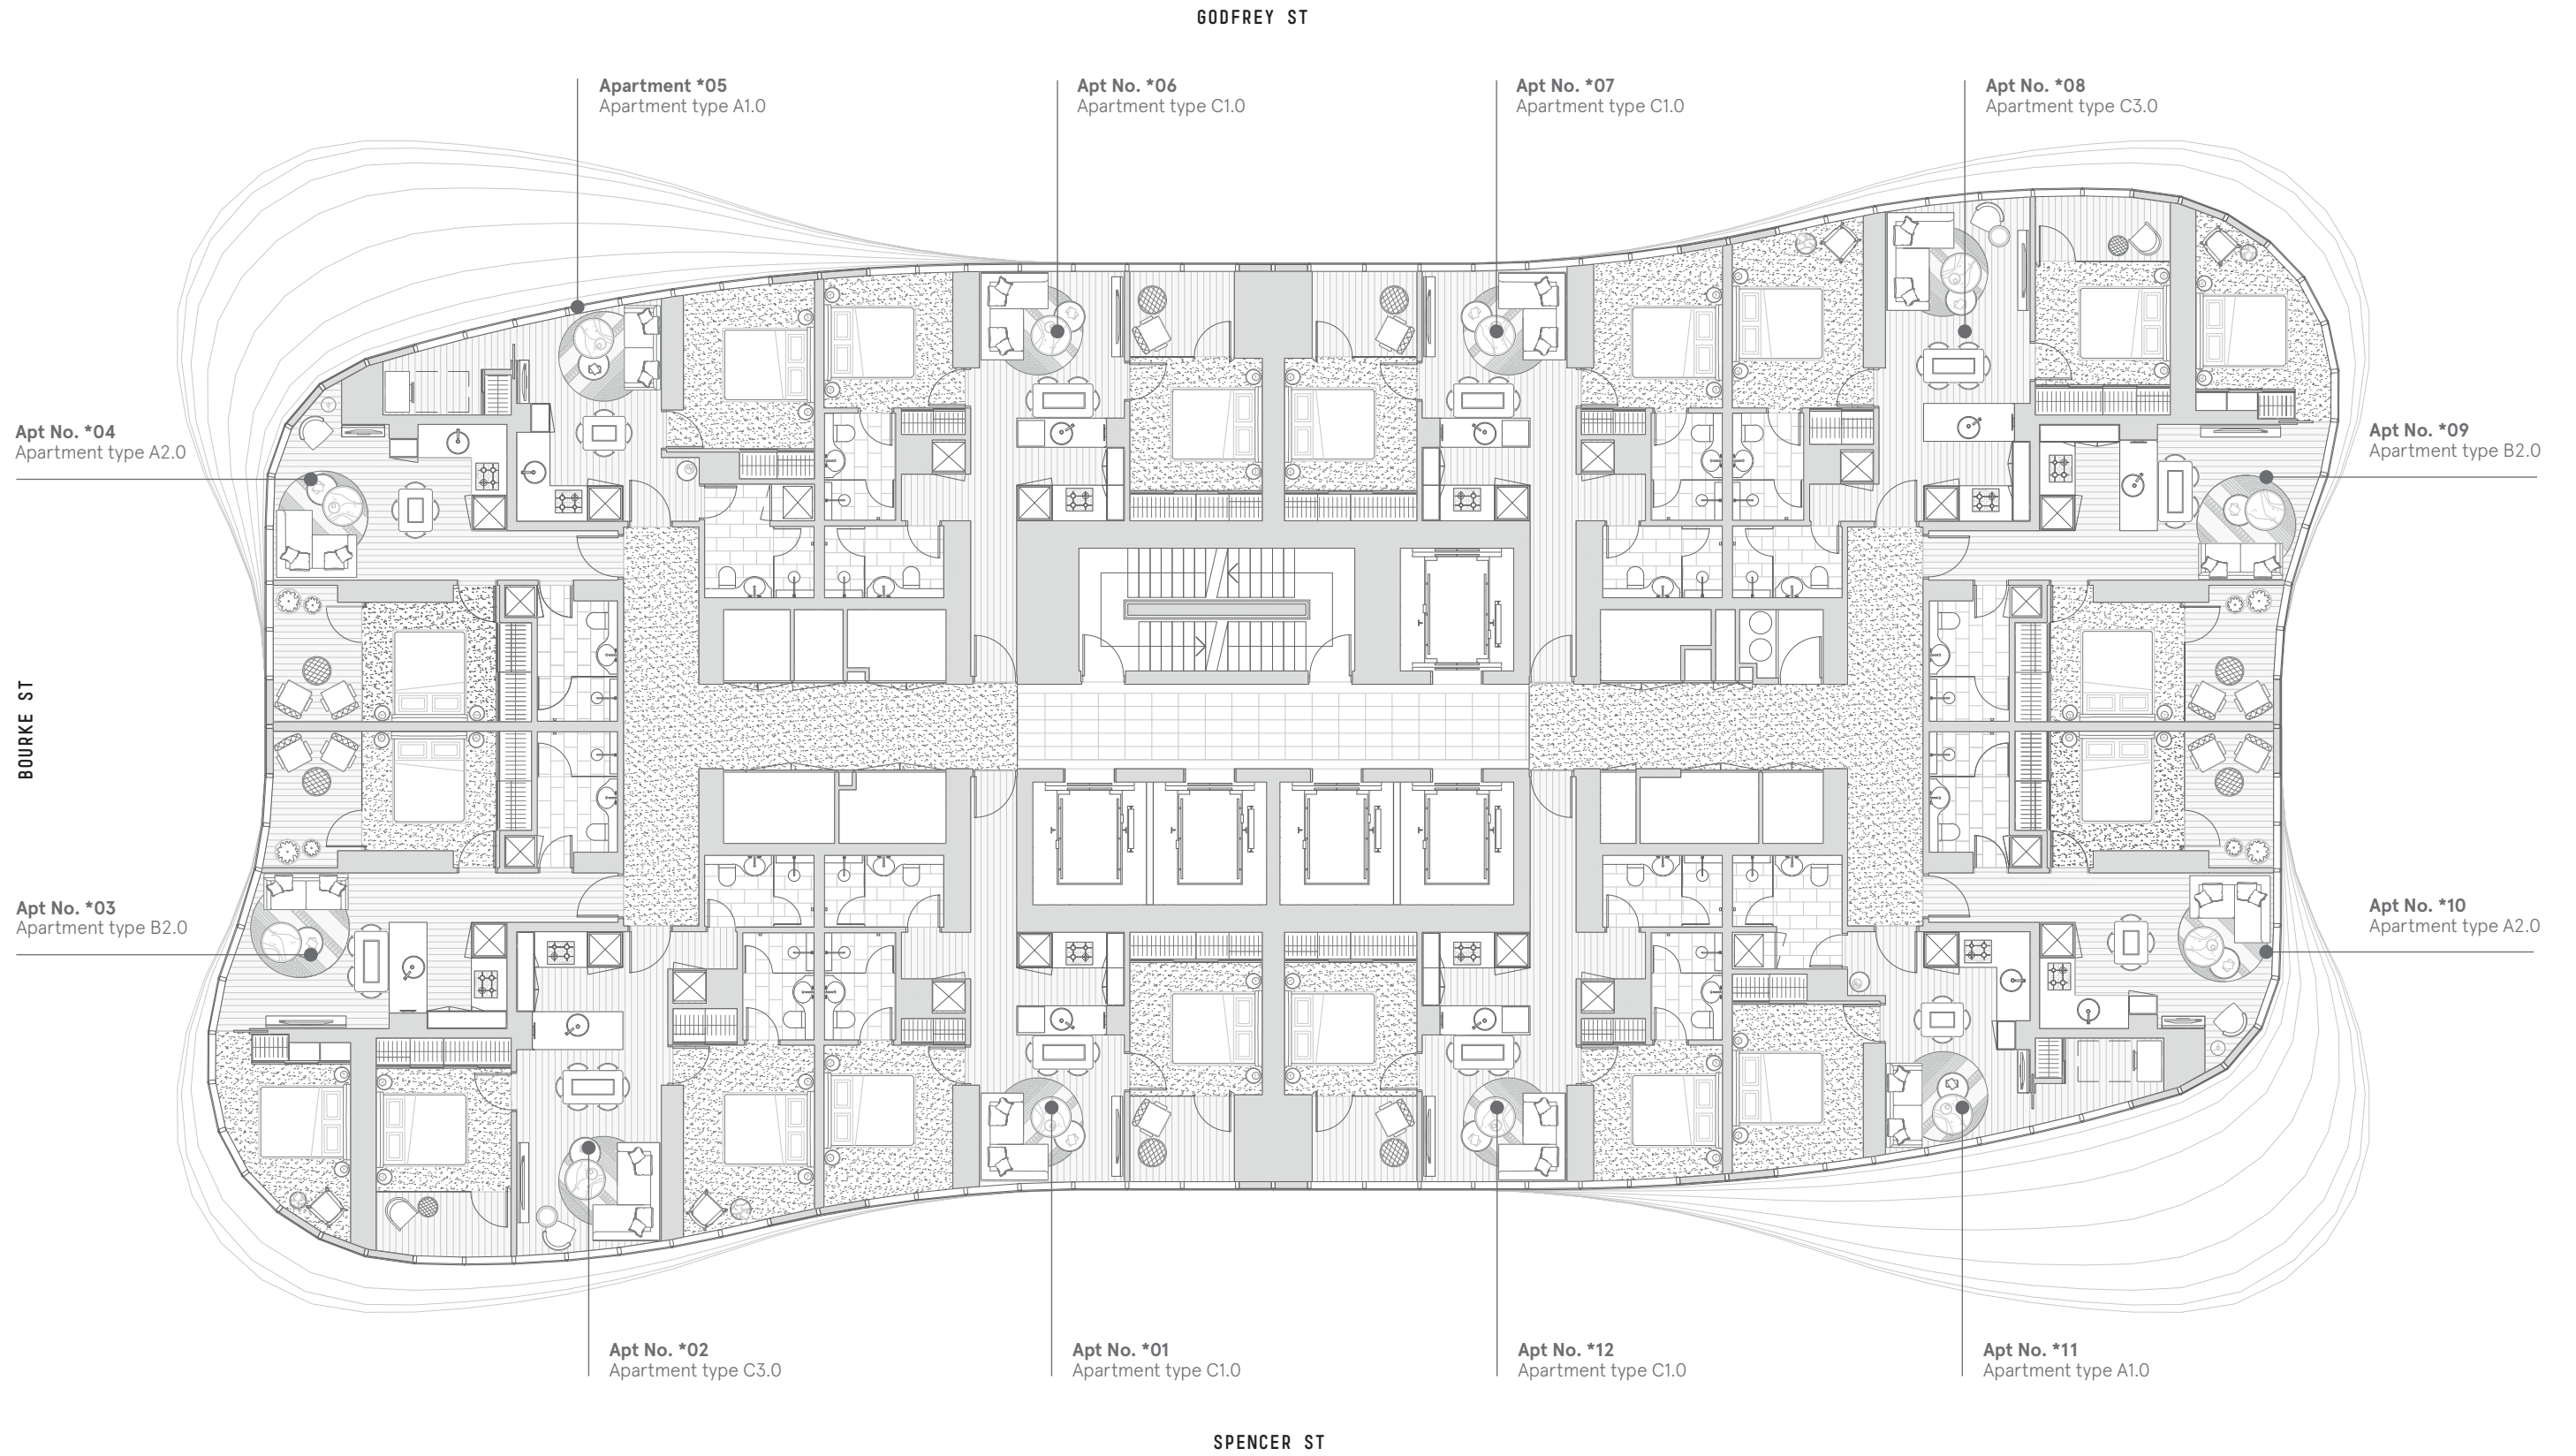 GODFREY ST
Apartment *05
Apartment type A1.0
Apt No. *06
Apartment type C1.0
Apt No. *07
Apartment type C1.0
Apt No. *08
Apartment type C3.0
Apt No. *04
Apartment type A2.0
Apt No. *09
Apartment type B2.0
BOURKE ST
Apt No. *03
Apartment type B2.0
Apt No. *10
Apartment type A2.0
Apt No. *02
Apartment type C3.0
Apt No. *01
Apartment type C1.0
Apt No. *12
Apartment type C1.0
Apt No. *11
Apartment type A1.0
SPENCER ST